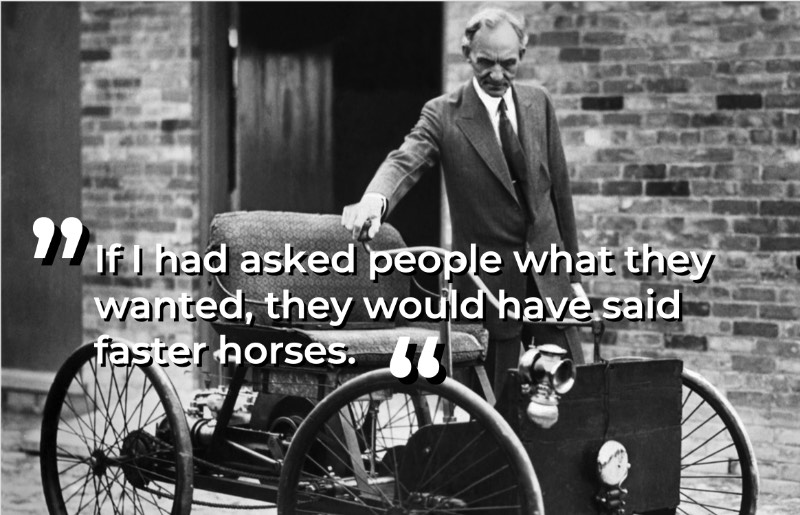 ”If I had asked people what they
wanted, they would have said
faster horses.“